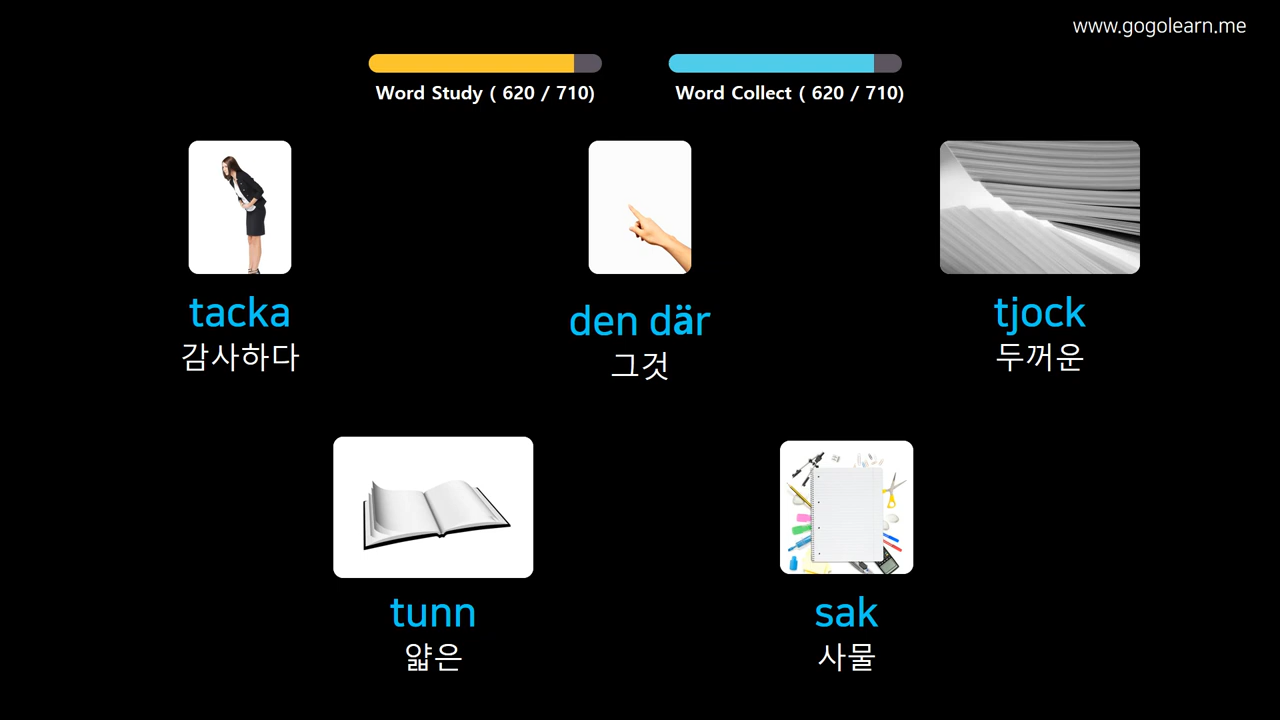 www.gogolearn.me
Word Study ( 620 / 710)
Word Collect ( 620 / 710)
tacka
감사하다
den där
그것
tjock
두꺼운
tunn
얇은
sak
사물